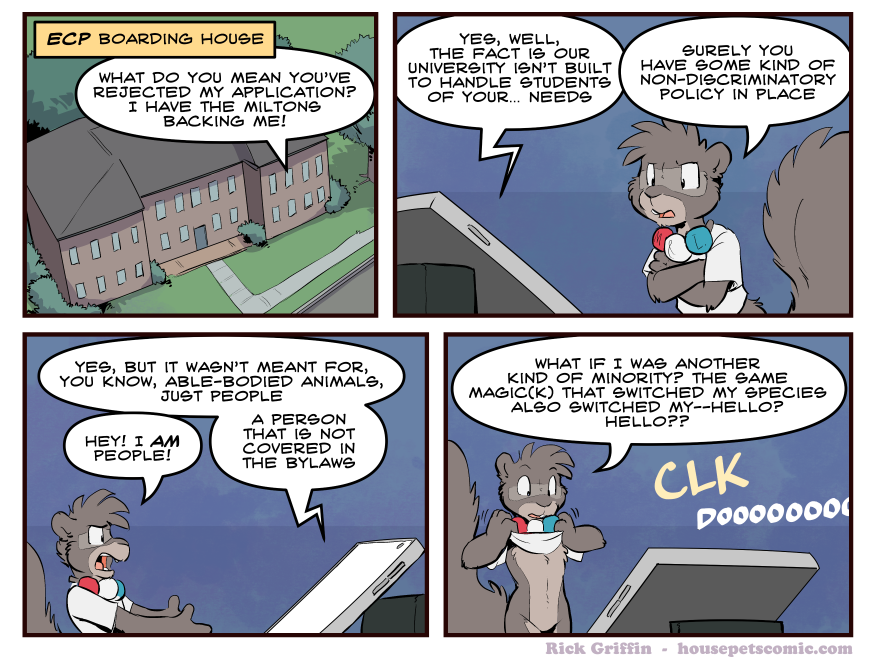 ECP BOARDING HOUSE
WHAT DO YOU MEAN YOU'VE
REJECTED MY APPLICATION?
I HAVE THE MILTONS
BACKING ME!
YES, WELL,
THE FACT IS OUR
UNIVERSITY ISN'T BUILT
TO HANDLE STUDENTS
OF YOUR... NEEDS
SURELY YOU
HAVE SOME KIND OF
NON-DISCRIMINATORY
POLICY IN PLACE
YES, BUT IT WASN'T MEANT FOR,
YOU KNOW, ABLE-BODIED ANIMALS,
JUST PEOPLE
HEY! I AM
PEOPLE!
A PERSON
THAT IS NOT
COVERED IN
THE BYLAWS
WHAT IF I WAS ANOTHER
KIND OF MINORITY? THE SAME
MAGIC(K) THAT SWITCHED MY SPECIES
ALSO SWITCHED MY--HELLO?
HELLO??
CLK
DOOOOOOOO
Rick Griffin - housepetscomic.com